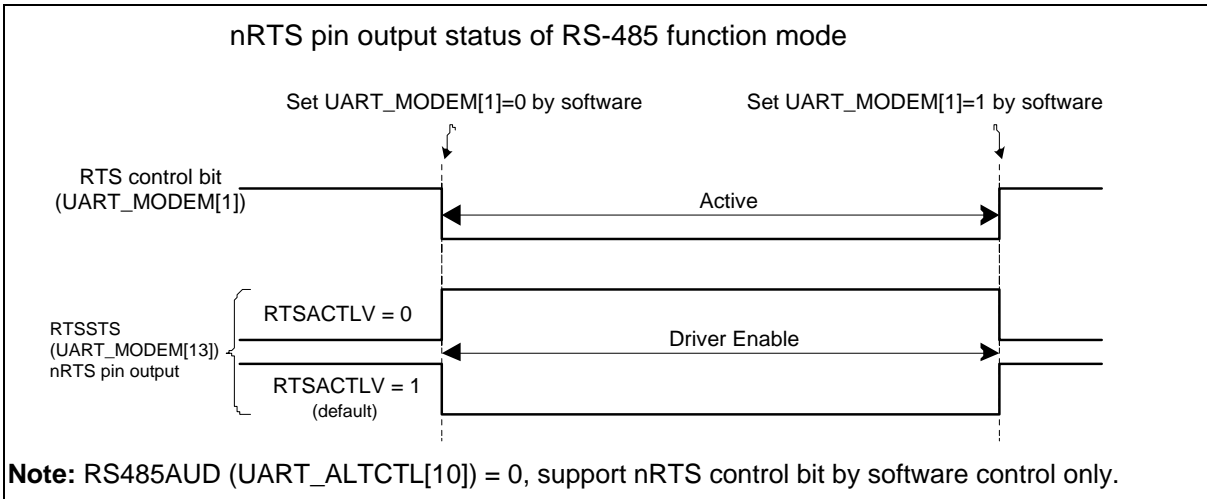 nRTS pin output status of RS-485 function mode
Set UART_MODEM[1]=0 by software
Set UART_MODEM[1]=1 by software
RTS control bit
(UART_MODEM[1])
Active
RTSSTS
(UART_MODEM[13])
nRTS pin output
RTSACTLV = 0
Driver Enable
RTSACTLV = 1
(default)
Note: RS485AUD (UART_ALTCTL[10]) = 0, support nRTS control bit by software control only.